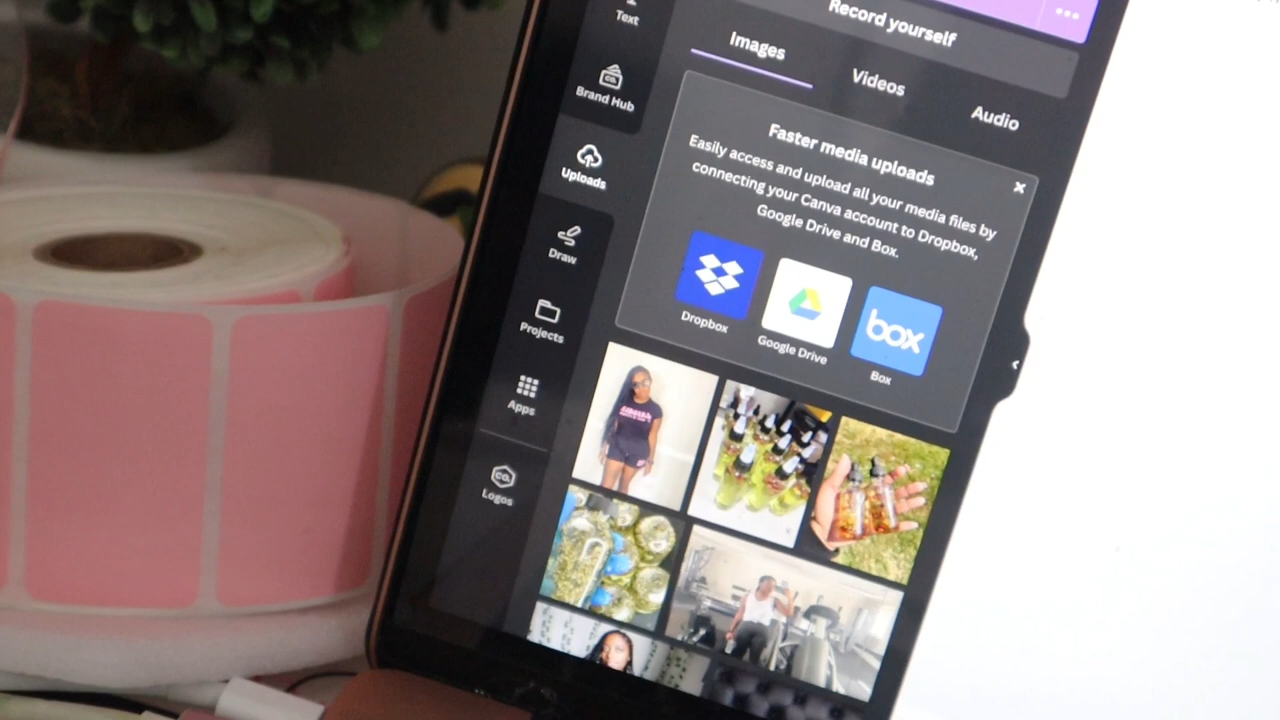 Text
Brand Hub
Uploads
Draw
Projects
Apps
CO.
Logos
Record yourself
Images
Videos
Audio
Faster media uploads
Easily access and upload all your media files by
connecting your Canva account to Dropbox,
Google Drive and Box.
box
Dropbox
Google Drive
Box